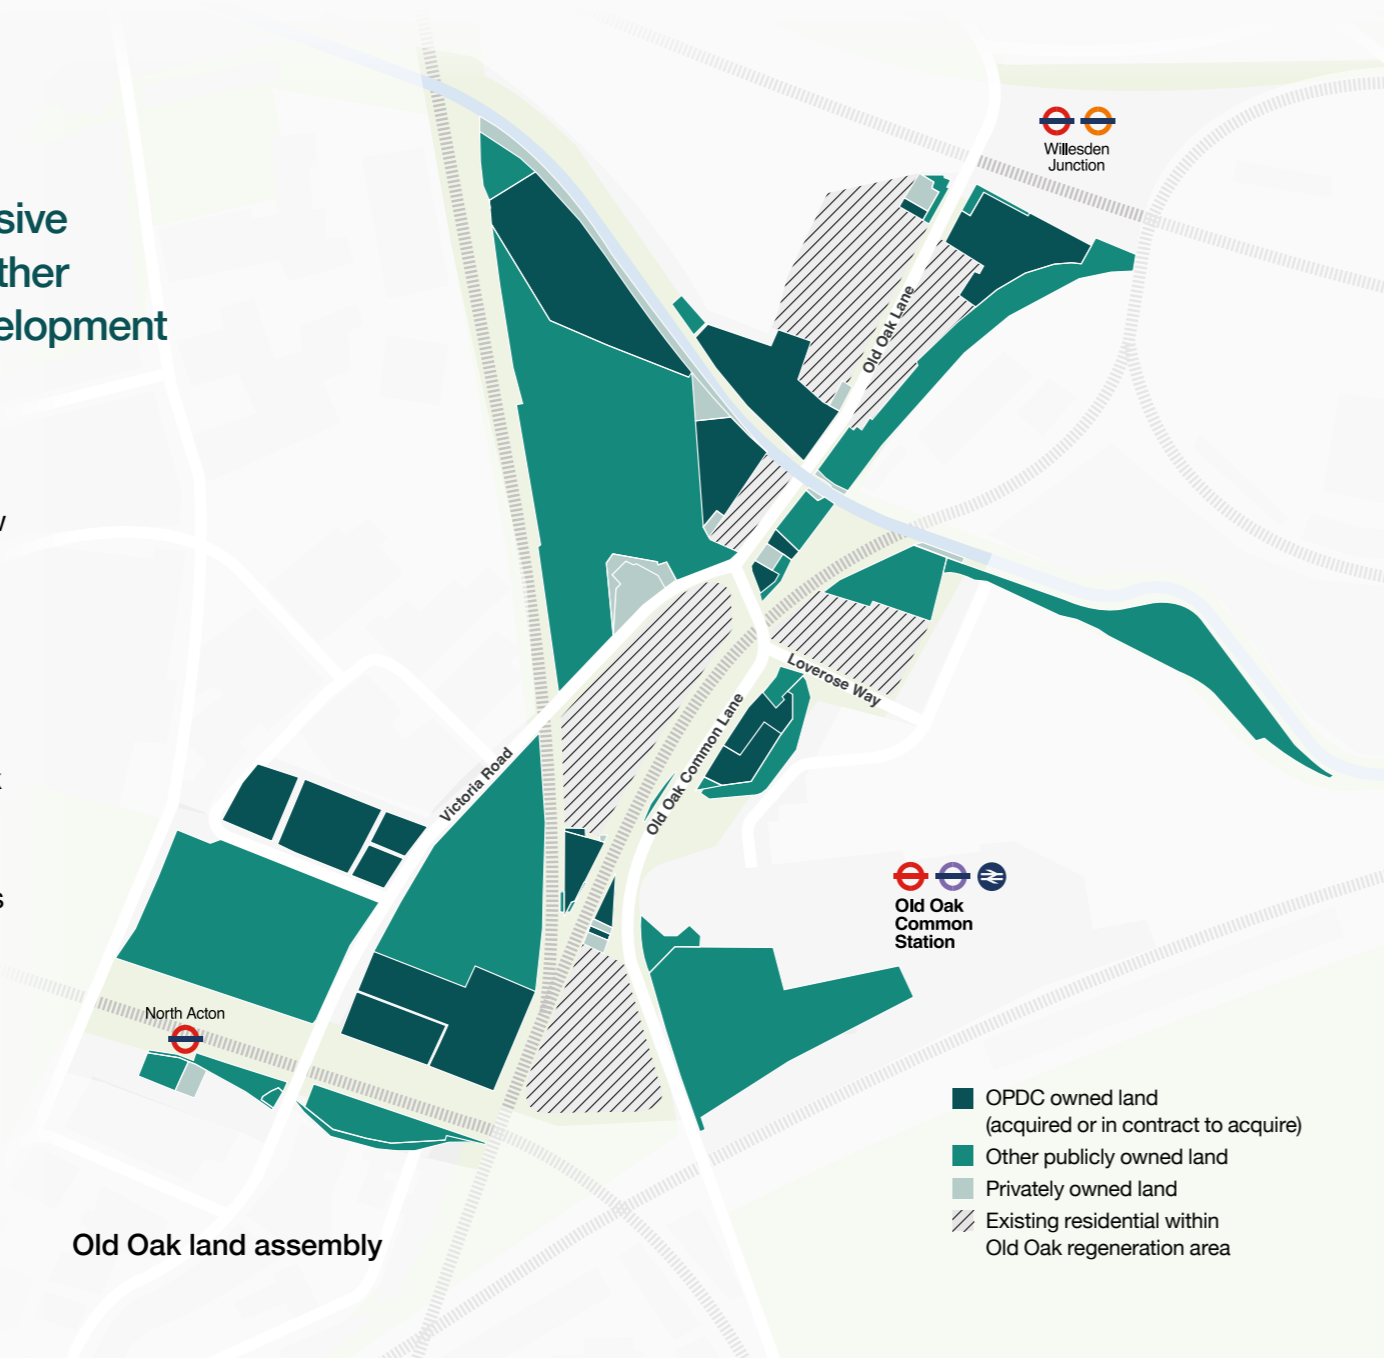 sive
ther
elopment
Willesden
Junction
Old Oak Lane
Loverose Way
Old Oak Common Lane
Victoria Road
Old Oak
Common
Station
North Acton
OPDC owned land
(acquired or in contract to acquire)
Other publicly owned land
Privately owned land
Existing residential within
Old Oak regeneration area
Old Oak land assembly